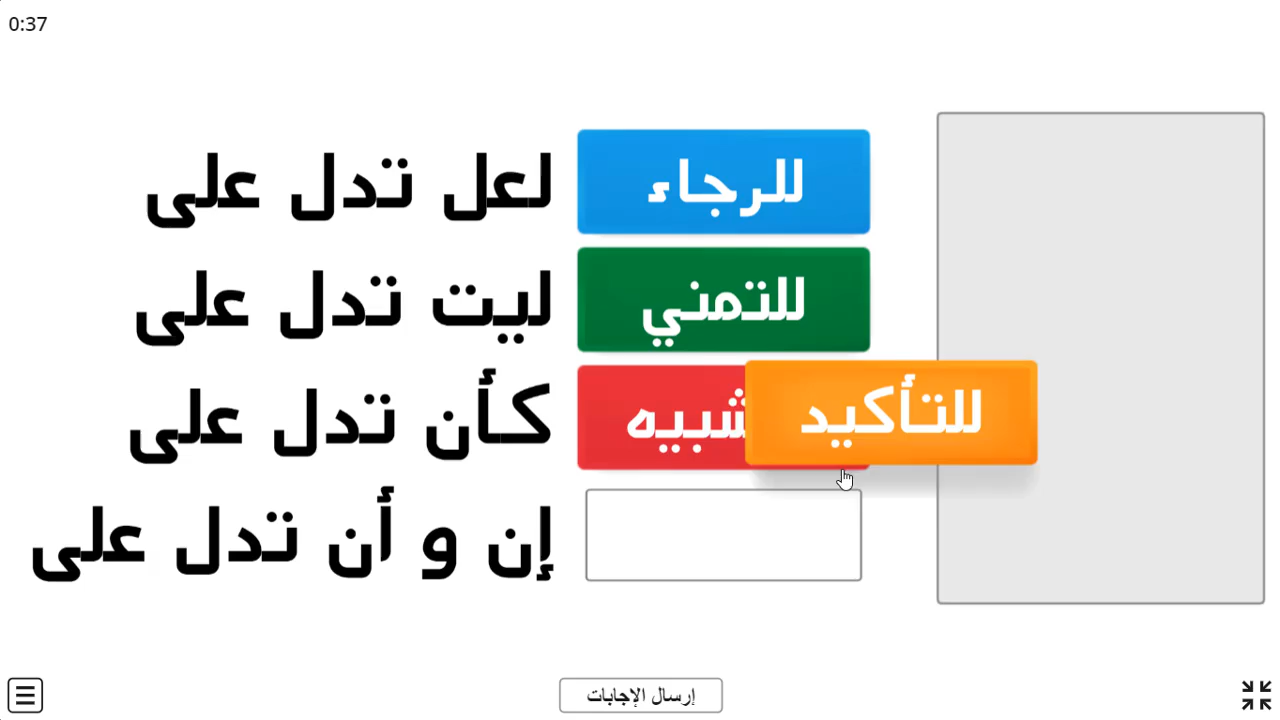 0:37
لعل تدل على
للرجاء
ليت تدل على
للتمني
كأن تدل على
للتأكيد
إن و أن تدل على
إرسال الإجابات